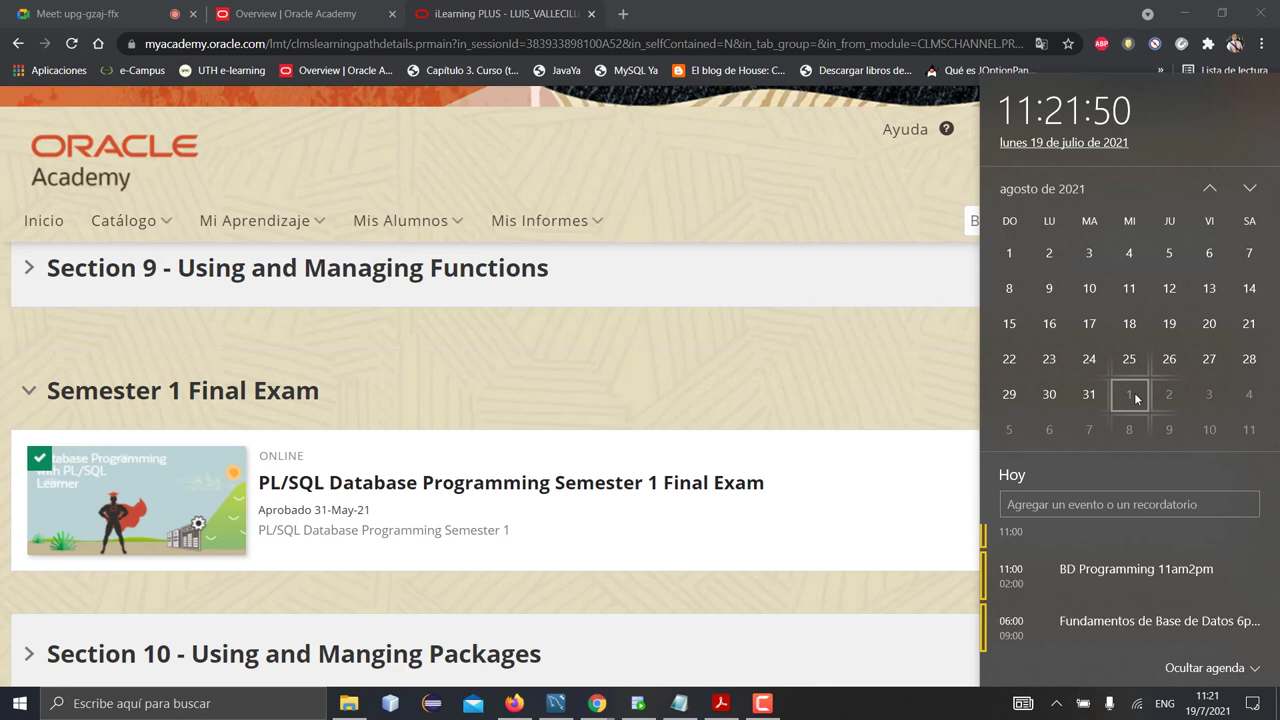 Meet: upg-gzaj-ffx
Overview | Oracle Academy
iLearning PLUS - LUIS_VALLECILL
myacademy.oracle.com/lmt/clmslearningpathdetails.prmain?in_sessionId=383933898100A52&in_selfContained=N&in_tab_group=&in_from_module=CLMSCHANNEL.PR...
ABP
Aplicaciones
e-Campus
UTH e-learning
Overview | Oracle A...
Capítulo 3. Curso (t...
JavaYa
MySQL Ya
El blog de House: C...
Descargar libros de...
Qué es JOptionPan...
»
Lista de lectura
ORACLE
Academy
Ayuda
Inicio
Catálogo
Mi Aprendizaje
Mis Alumnos
Mis Informes
B
Section 9 - Using and Managing Functions
Semester 1 Final Exam
tabase Programming
with PL/SQL
Learner
ONLINE
PL/SQL Database Programming Semester 1 Final Exam
Aprobado 31-May-21
PL/SQL Database Programming Semester 1
Section 10 - Using and Manging Packages
11:21:50
lunes 19 de julio de 2021
agosto de 2021
DO LU MA MI JU VI SA
1 2 3 4 5 6 7
8 9 10 11 12 13 14
15 16 17 18 19 20 21
22 23 24 25 26 27 28
29 30 31 1 2 3 4
5 6 7 8 9 10 11
Hoy
Agregar un evento o un recordatorio
11:00
11:00 BD Programming 11am2pm
02:00
06:00 Fundamentos de Base de Datos 6p...
09:00
Ocultar agenda
Escribe aquí para buscar
ENG
11:21
19/7/2021